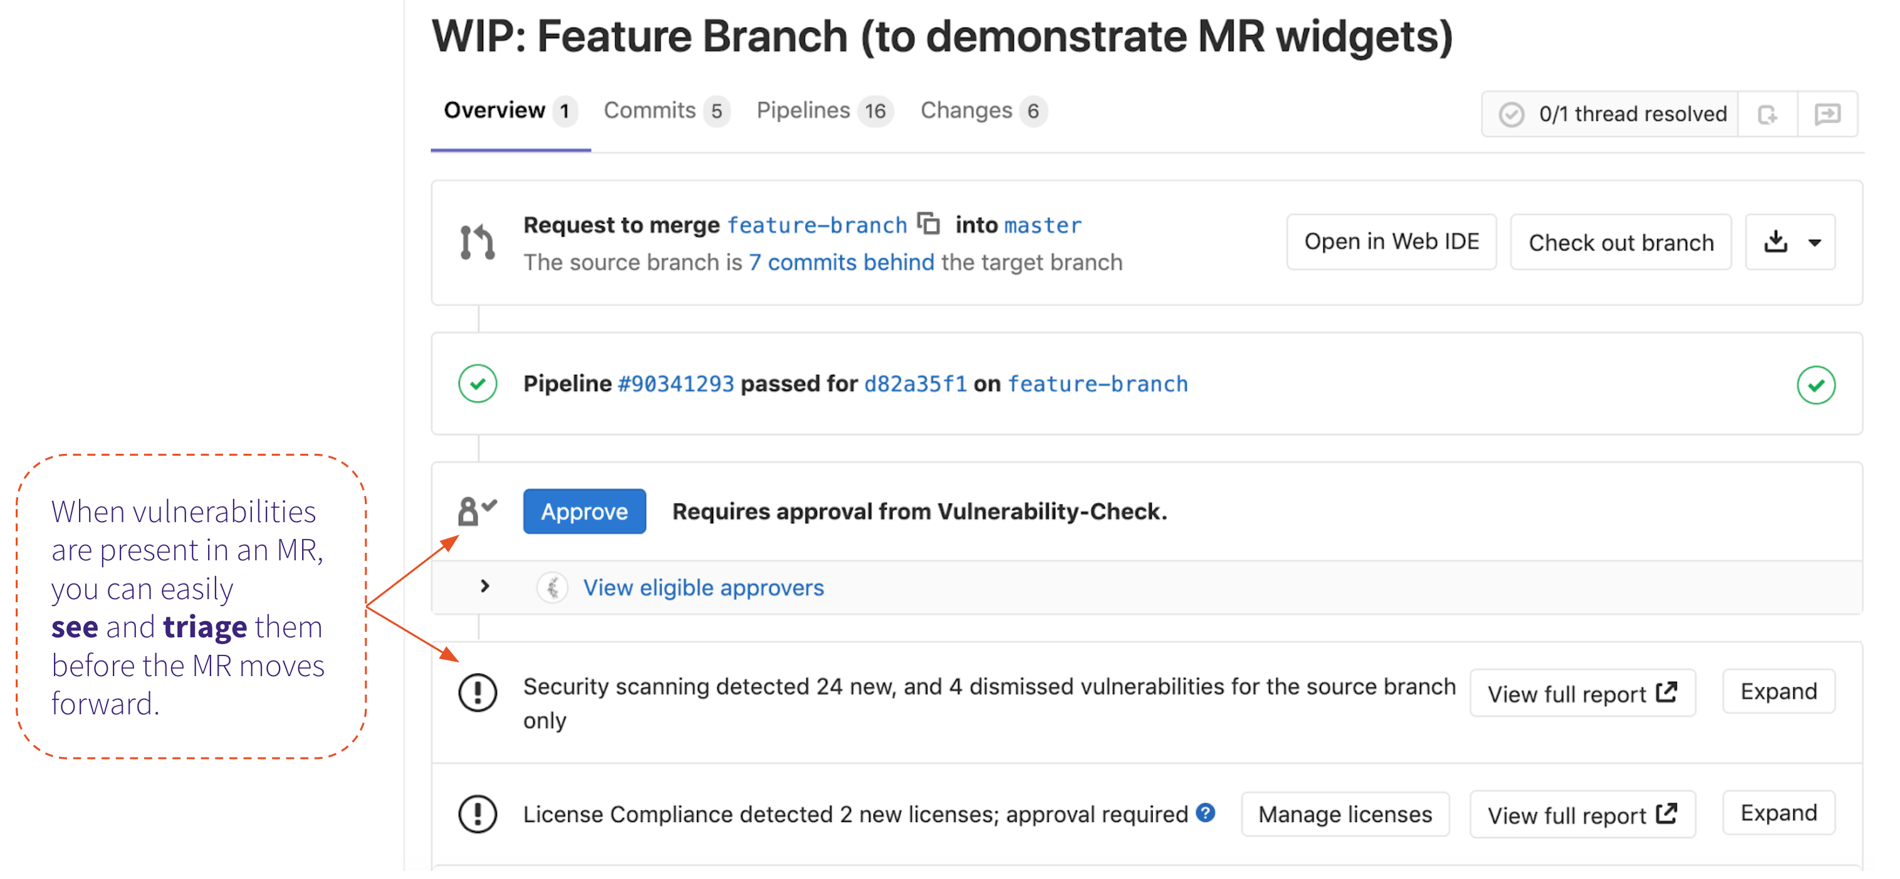 WIP: Feature Branch (to demonstrate MR widgets)
Overview 1 Commits 5 Pipelines 16 Changes 6
0/1 thread resolved
Request to merge feature-branch into master
The source branch is 7 commits behind the target branch
Open in Web IDE
Check out branch
Pipeline #90341293 passed for d82a35f1 on feature-branch
When vulnerabilities
are present in an MR,
you can easily
see and triage them
before the MR moves
forward.
Approve
Requires approval from Vulnerability-Check.
View eligible approvers
Security scanning detected 24 new, and 4 dismissed vulnerabilities for the source branch
only
View full report
Expand
License Compliance detected 2 new licenses; approval required ?
Manage licenses
View full report
Expand